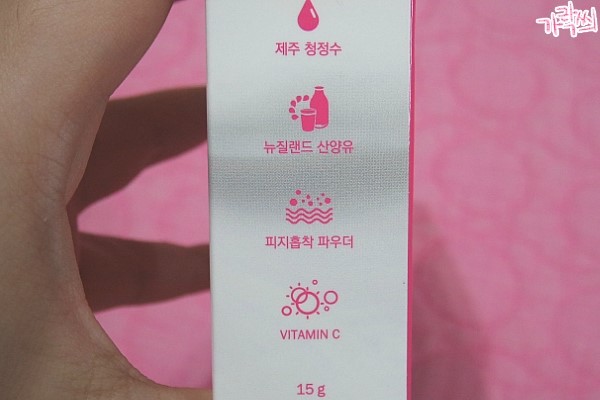 가락씨
제주 청정수
뉴질랜드 산양유
피지흡착 파우더
VITAMIN C
15 g